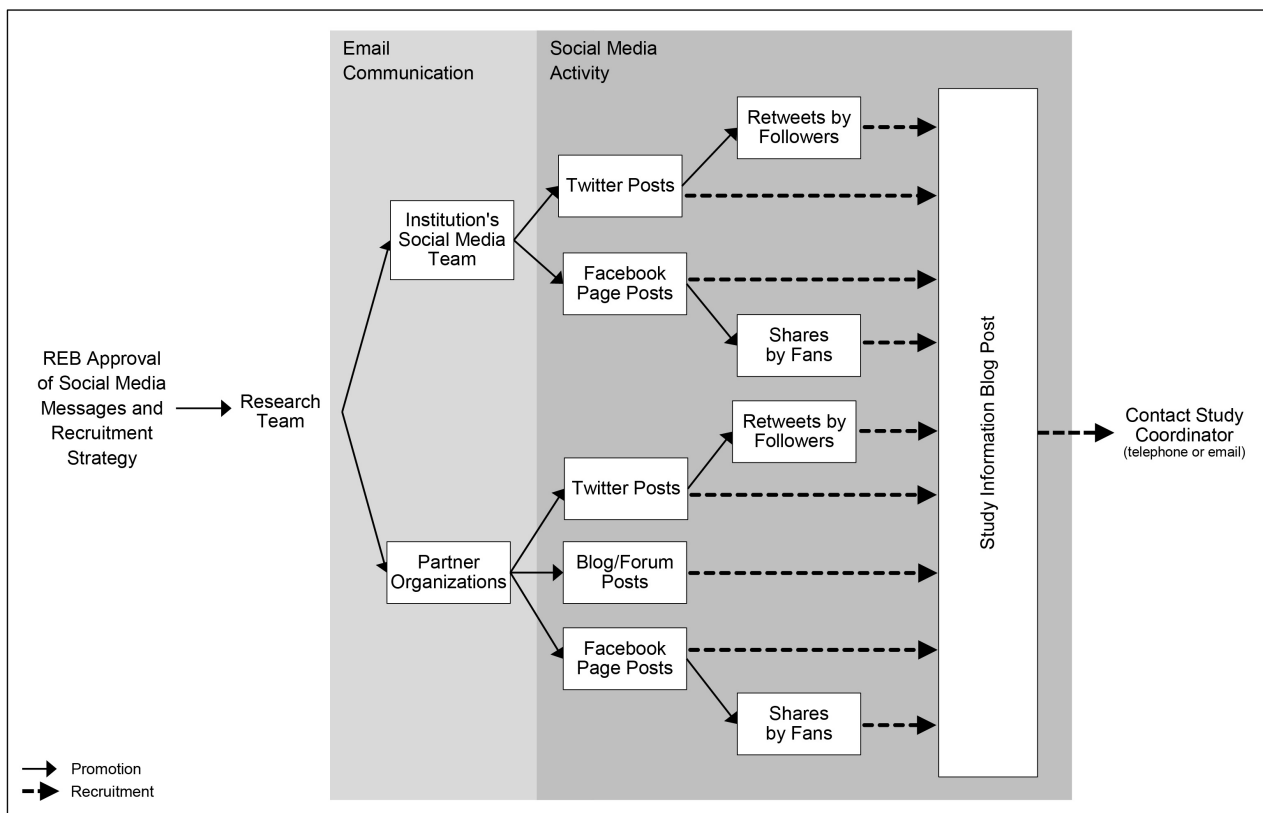 Email
Communication
Social Media
Activity
REB Approval
of Social Media
Messages and
Recruitment
Strategy
Research
Team
Institution's
Social Media
Team
Partner
Organizations
Twitter Posts
Retweets by
Followers
Facebook
Page Posts
Shares
by Fans
Twitter Posts
Retweets by
Followers
Blog/Forum
Posts
Facebook
Page Posts
Shares
by Fans
Study Information Blog Post
Contact Study
Coordinator
(telephone or email)
Promotion
Recruitment